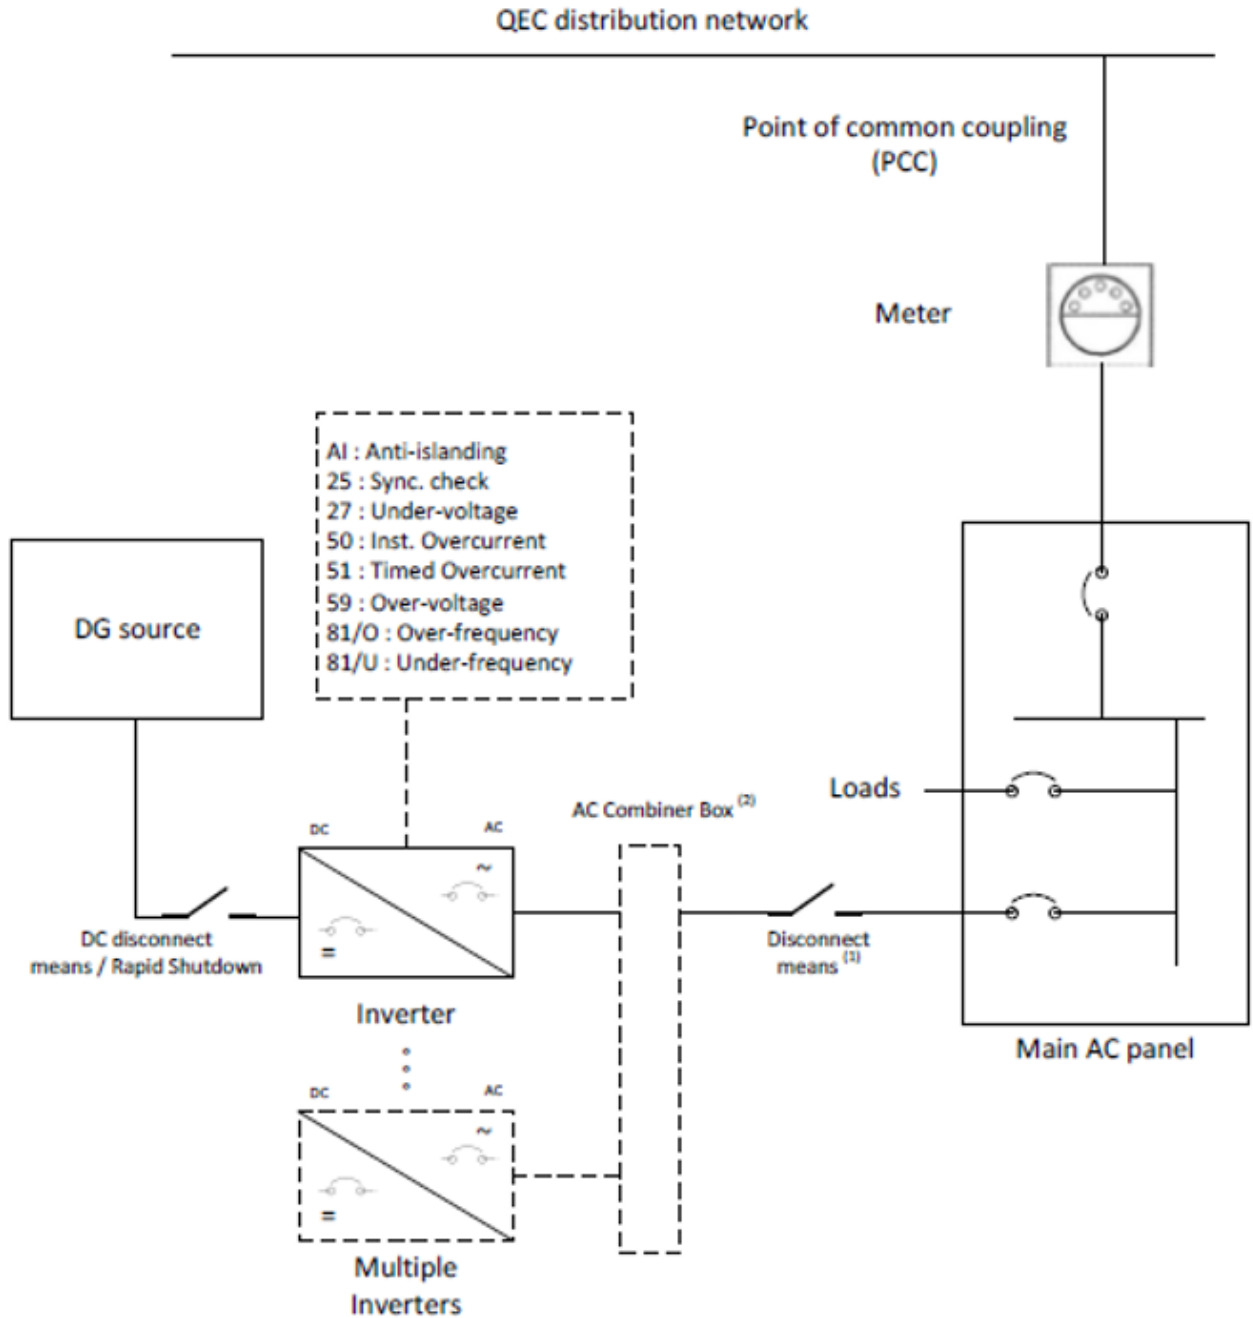 QEC distribution network
Point of common coupling
(PCC)
Meter
AI : Anti-islanding
25 : Sync. check
27 : Under-voltage
50 : Inst. Overcurrent
51 : Timed Overcurrent
59 : Over-voltage
81/O : Over-frequency
81/U : Under-frequency
DG source
Loads
AC Combiner Box (2)
DC
AC
~
=
DC disconnect
means / Rapid Shutdown
Disconnect
means (1)
Inverter
Main AC panel
DC
AC
~
=
Multiple
Inverters